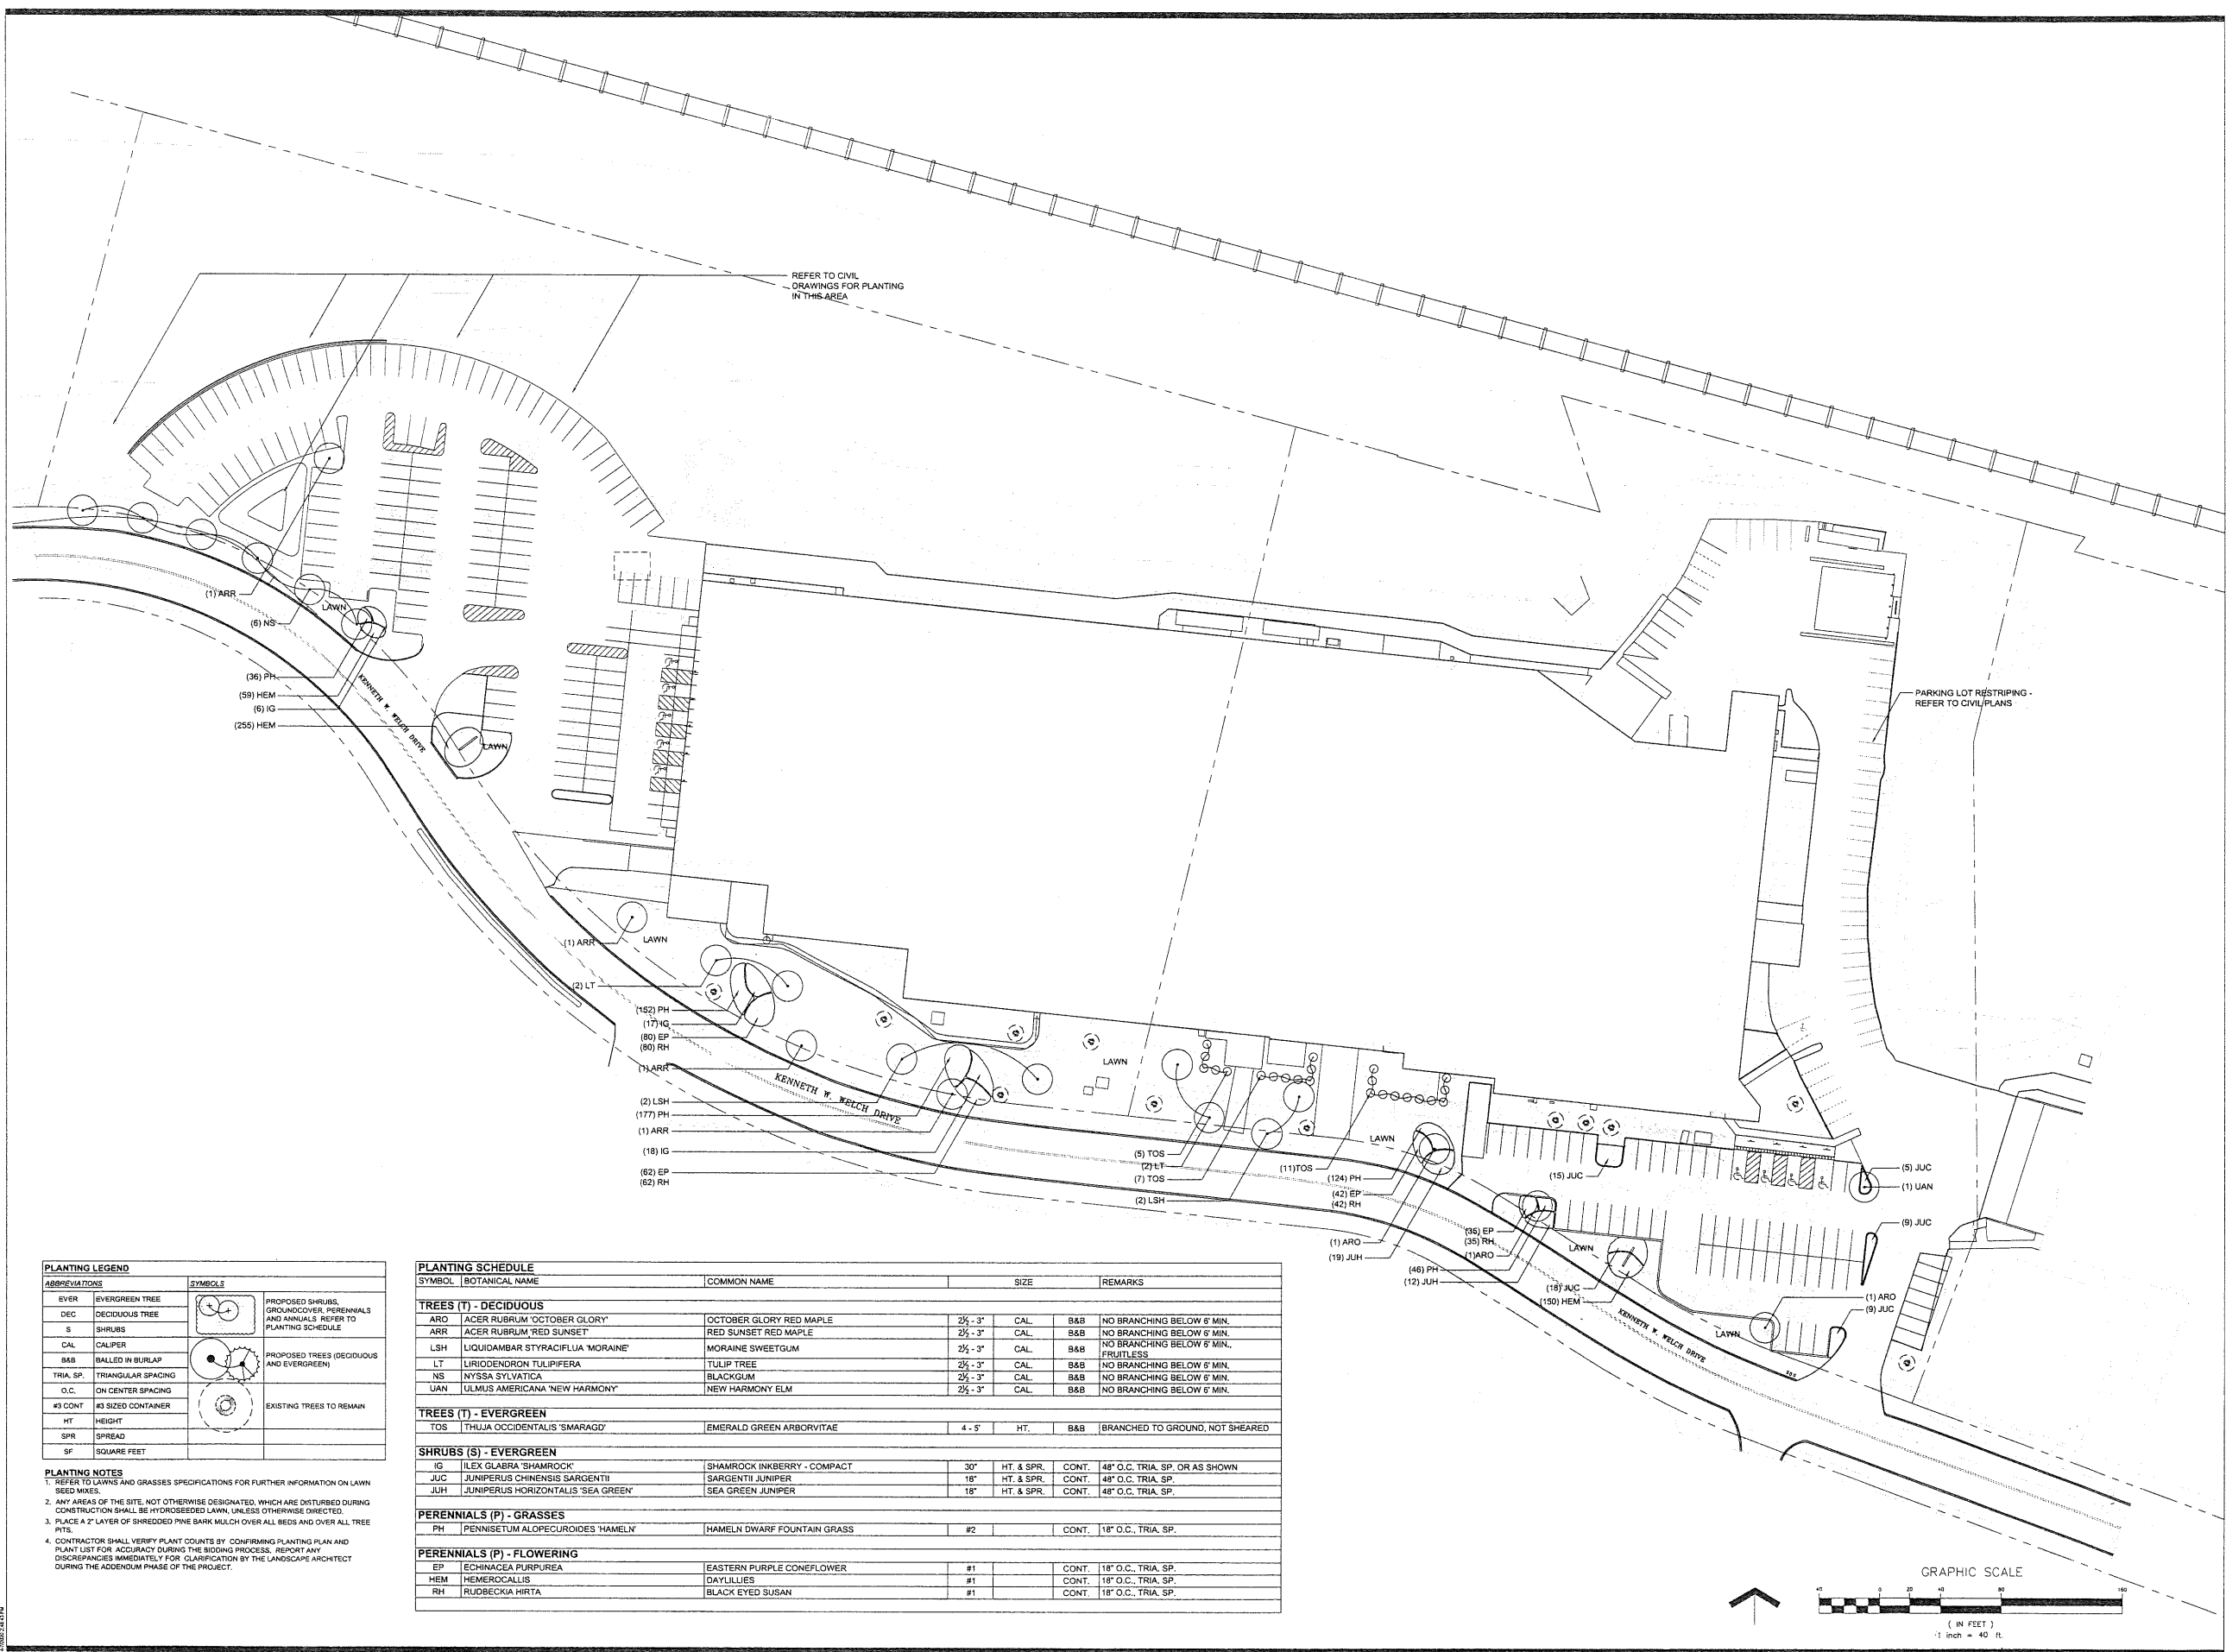 REFER TO CIVIL
DRAWINGS FOR PLANTING
IN THIS AREA
(1) ARR
LAWN
(6) NS
(36) PH
(59) HEM
(6) IG
(255) HEM
KENNETH W. WELCH DRIVE
LAWN
PARKING LOT RESTRIPING -
REFER TO CIVIL PLANS
(1) ARR
LAWN
(2) LT
(152) PH
(17) IG
(80) EP
(80) RH
(1) ARR
KENNETH W. WELCH DRIVE
(2) LSH
(177) PH
(1) ARR
(18) IG
(62) EP
(62) RH
LAWN
(5) TOS
(2) LT
(7) TOS
(2) LSH
(11)TOS
LAWN
(124) PH
(42) EP
(42) RH
(1) ARO
(19) JUH
(15) JUC
(35) EP
(35) RH
(1)ARO
(46) PH
(12) JUH
LAWN
(18) JUC
(150) HEM
KENNETH W. WELCH DRIVE
LAWN
(5) JUC
(1) UAN
(9) JUC
(1) ARO
(9) JUC
PLANTING LEGEND
ABBREVIATIONS SYMBOLS
EVER EVERGREEN TREE
DEC DECIDUOUS TREE
S SHRUBS
CAL CALIPER
B&B BALLED IN BURLAP
TRIA. SP. TRIANGULAR SPACING
O.C. ON CENTER SPACING
#3 CONT #3 SIZED CONTAINER
HT HEIGHT
SPR SPREAD
SF SQUARE FEET
PROPOSED SHRUBS,
GROUNDCOVER, PERENNIALS
AND ANNUALS REFER TO
PLANTING SCHEDULE
PROPOSED TREES (DECIDUOUS
AND EVERGREEN)
EXISTING TREES TO REMAIN
PLANTING NOTES
1. REFER TO LAWNS AND GRASSES SPECIFICATIONS FOR FURTHER INFORMATION ON LAWN
SEED MIXES.
2. ANY AREAS OF THE SITE, NOT OTHERWISE DESIGNATED, WHICH ARE DISTURBED DURING
CONSTRUCTION SHALL BE HYDROSEEDED LAWN, UNLESS OTHERWISE DIRECTED.
3. PLACE A 2" LAYER OF SHREDDED PINE BARK MULCH OVER ALL BEDS AND OVER ALL TREE
PITS.
4. CONTRACTOR SHALL VERIFY PLANT COUNTS BY CONFIRMING PLANTING PLAN AND
PLANT LIST FOR ACCURACY DURING THE BIDDING PROCESS, REPORT ANY
DISCREPANCIES IMMEDIATELY FOR CLARIFICATION BY THE LANDSCAPE ARCHITECT
DURING THE ADDENDUM PHASE OF THE PROJECT.
PLANTING SCHEDULE
SYMBOL BOTANICAL NAME COMMON NAME SIZE REMARKS
TREES (T) - DECIDUOUS
ARO ACER RUBRUM 'OCTOBER GLORY' OCTOBER GLORY RED MAPLE 2½ - 3" CAL. B&B NO BRANCHING BELOW 6' MIN.
ARR ACER RUBRUM 'RED SUNSET' RED SUNSET RED MAPLE 2½ - 3" CAL. B&B NO BRANCHING BELOW 6' MIN.
LSH LIQUIDAMBAR STYRACIFLUA 'MORAINE' MORAINE SWEETGUM 2½ - 3" CAL. B&B NO BRANCHING BELOW 6' MIN.,
FRUITLESS
LT LIRIODENDRON TULIPIFERA TULIP TREE 2½ - 3" CAL. B&B NO BRANCHING BELOW 6' MIN.
NS NYSSA SYLVATICA BLACKGUM 2½ - 3" CAL. B&B NO BRANCHING BELOW 6' MIN.
UAN ULMUS AMERICANA 'NEW HARMONY' NEW HARMONY ELM 2½ - 3" CAL. B&B NO BRANCHING BELOW 6' MIN.
TREES (T) - EVERGREEN
TOS THUJA OCCIDENTALIS 'SMARAGD' EMERALD GREEN ARBORVITAE 4 - 5' HT. B&B BRANCHED TO GROUND, NOT SHEARED
SHRUBS (S) - EVERGREEN
IG ILEX GLABRA 'SHAMROCK' SHAMROCK INKBERRY - COMPACT 30" HT. & SPR. CONT. 48" O.C. TRIA. SP. OR AS SHOWN
JUC JUNIPERUS CHINENSIS SARGENTII SARGENTII JUNIPER 18" HT. & SPR. CONT. 48" O.C. TRIA. SP.
JUH JUNIPERUS HORIZONTALIS 'SEA GREEN' SEA GREEN JUNIPER 18" HT. & SPR. CONT. 48" O.C. TRIA. SP.
PERENNIALS (P) - GRASSES
PH PENNISETUM ALOPECUROIDES 'HAMELN' HAMELN DWARF FOUNTAIN GRASS #2 CONT. 18" O.C., TRIA. SP.
PERENNIALS (P) - FLOWERING
EP ECHINACEA PURPUREA EASTERN PURPLE CONEFLOWER #1 CONT. 18" O.C., TRIA. SP.
HEM HEMEROCALLIS DAYLILLIES #1 CONT. 18" O.C., TRIA. SP.
RH RUDBECKIA HIRTA BLACK EYED SUSAN #1 CONT. 18" O.C., TRIA. SP.
GRAPHIC SCALE
40 0 20 40 80 160
( IN FEET )
1 inch = 40 ft.